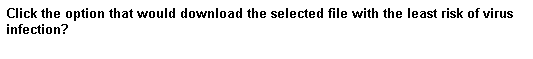 Click the option that would download the selected file with the least risk of virus
infection?